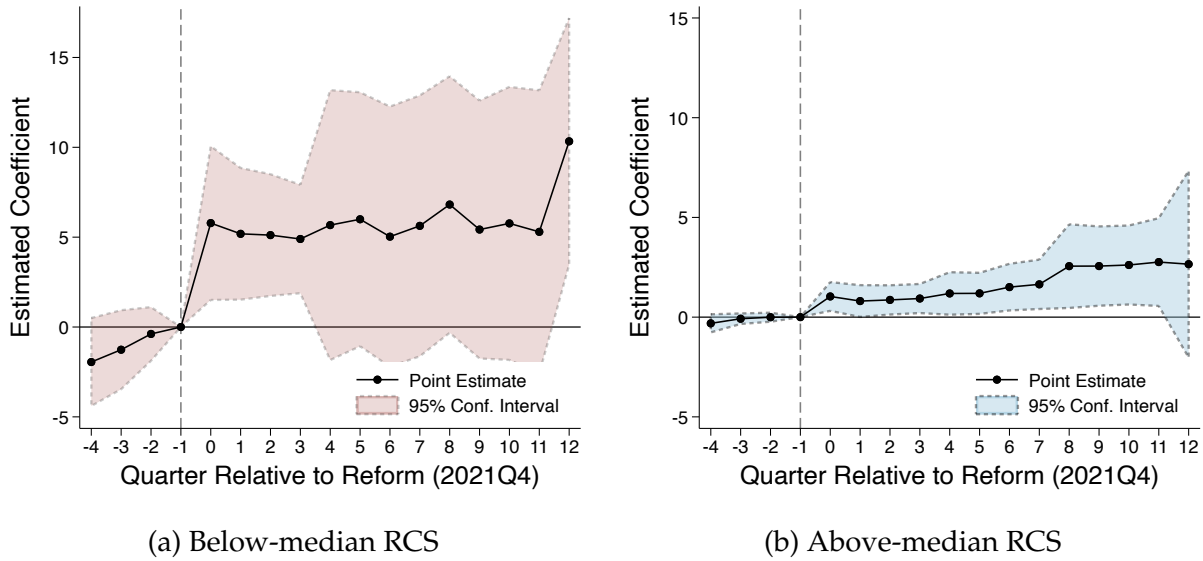 Estimated Coefficient
15
10
5
0
-5
-4 -3 -2 -1 0 1 2 3 4 5 6 7 8 9 10 11 12
Quarter Relative to Reform (2021Q4)
Point Estimate
95% Conf. Interval
(a) Below-median RCS
Estimated Coefficient
15
10
5
0
-5
-4 -3 -2 -1 0 1 2 3 4 5 6 7 8 9 10 11 12
Quarter Relative to Reform (2021Q4)
Point Estimate
95% Conf. Interval
(b) Above-median RCS